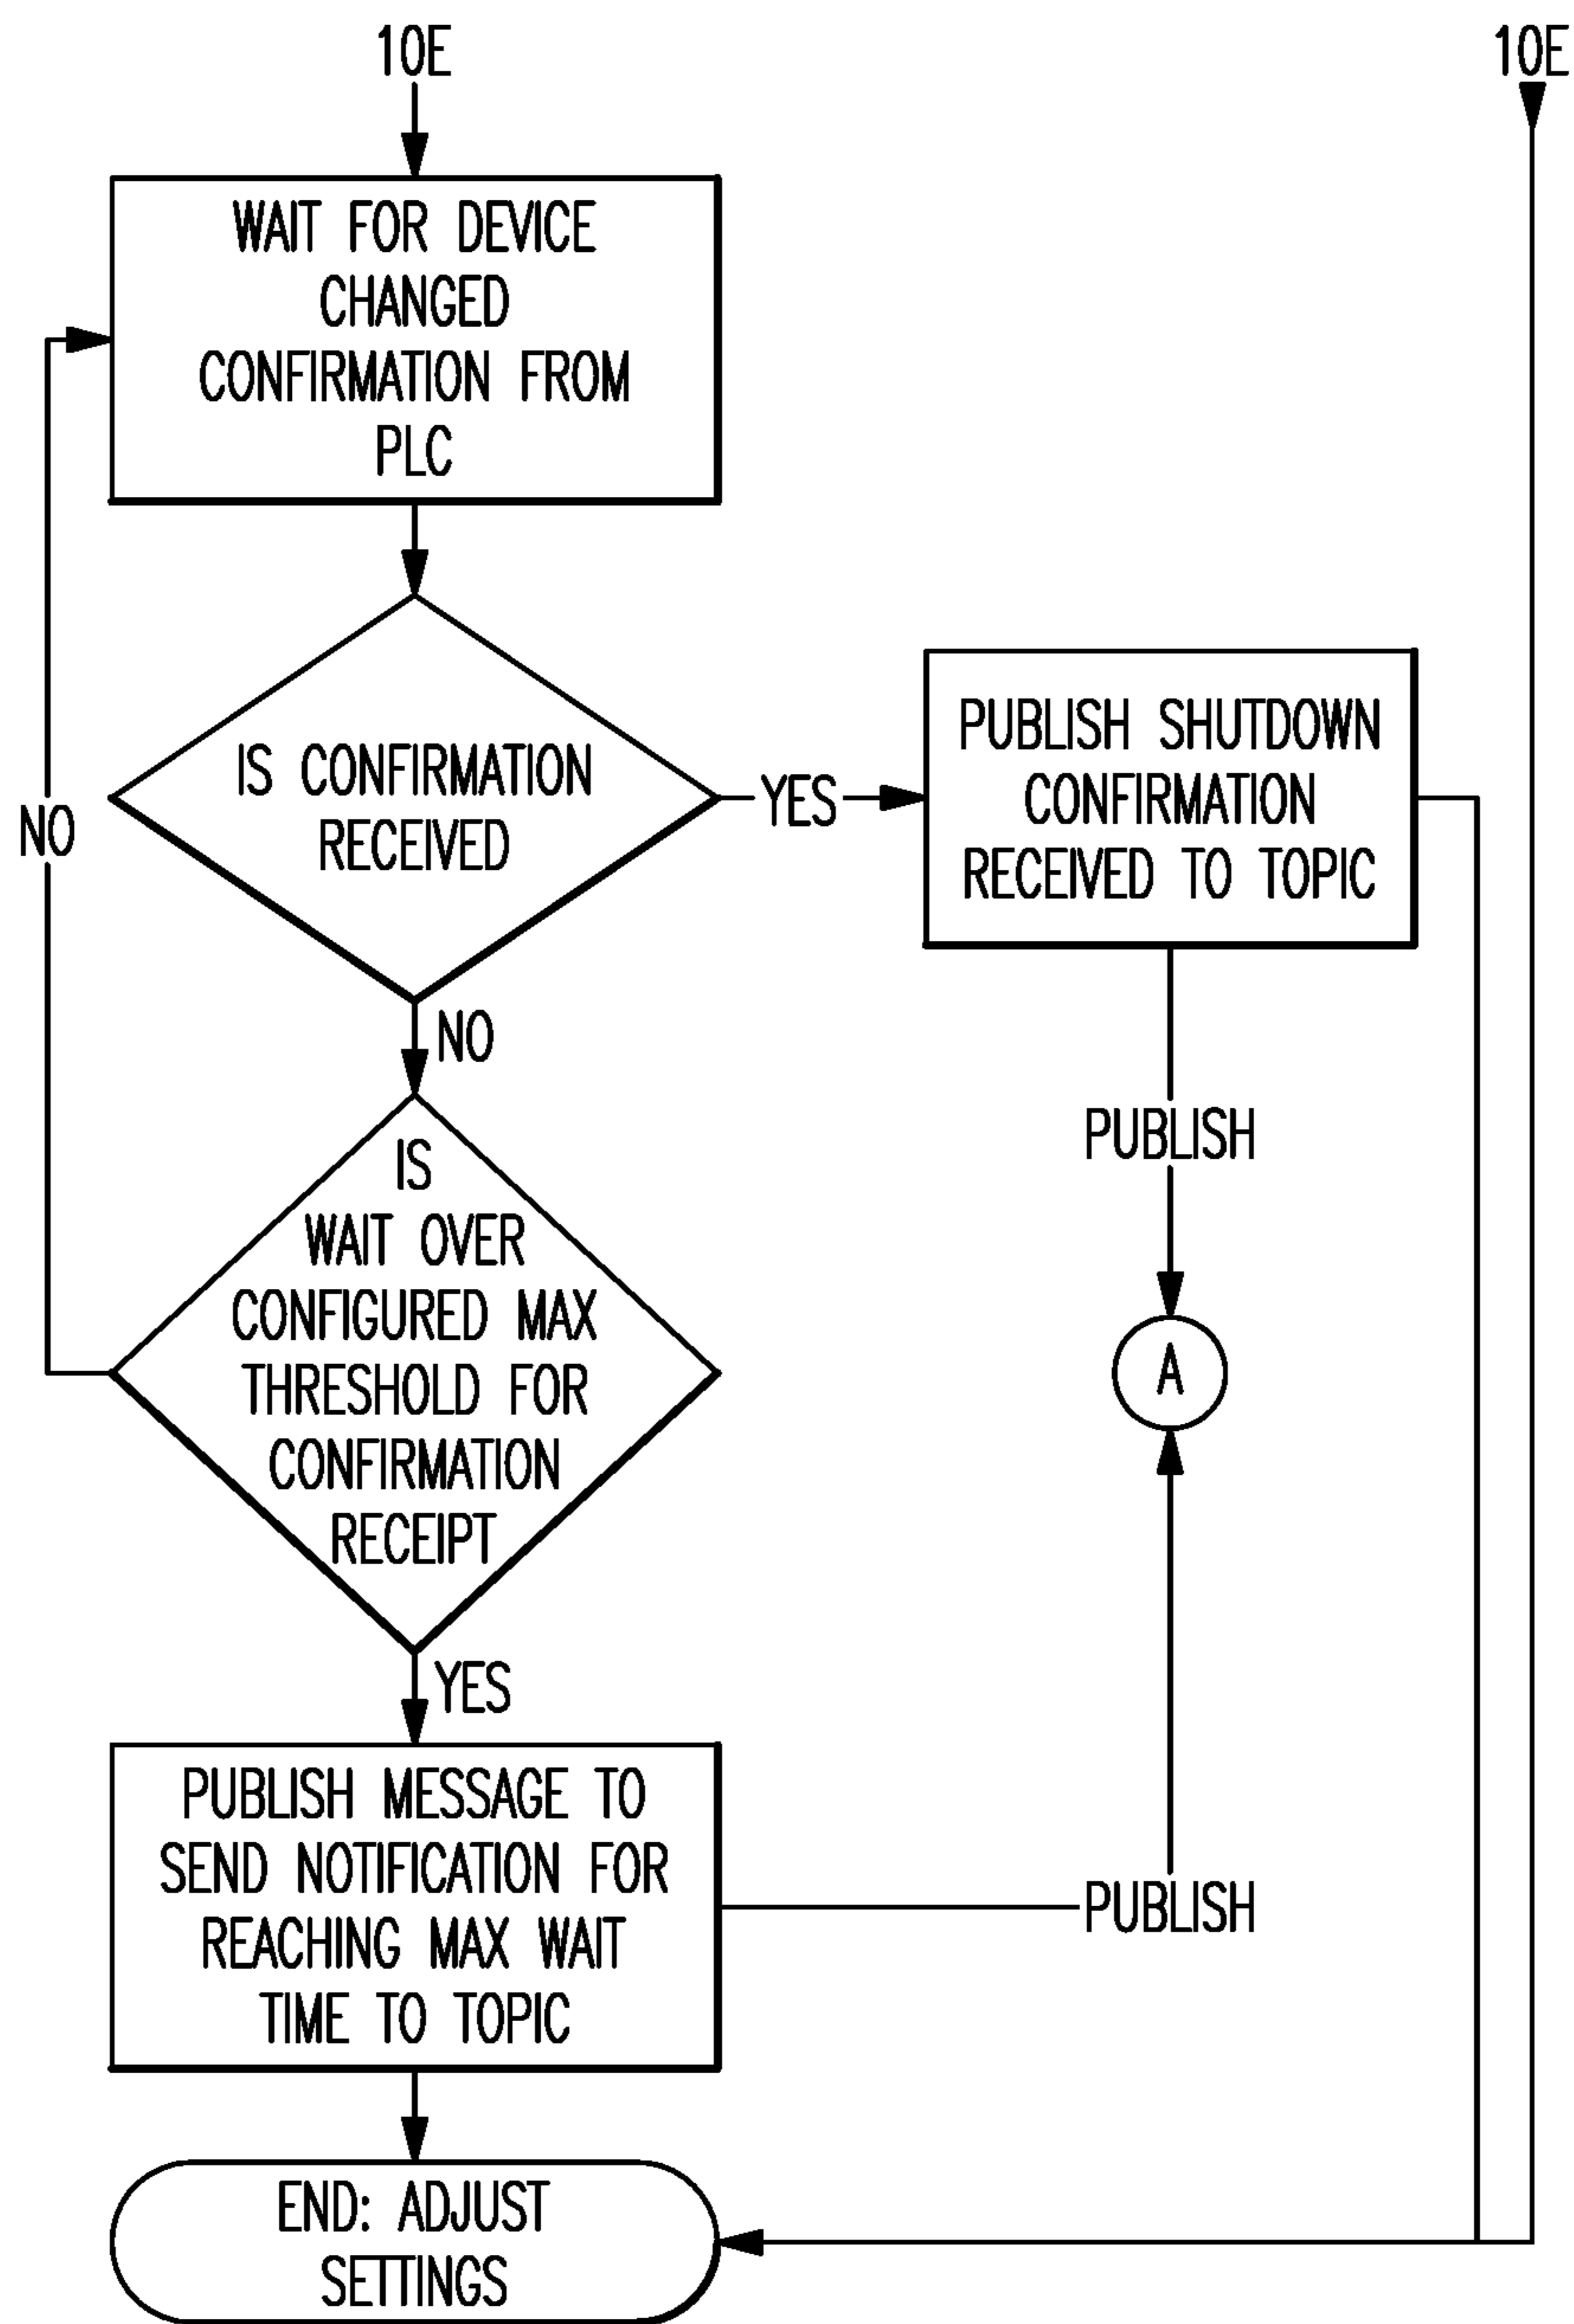 10E
10E
WAIT FOR DEVICE
CHANGED
CONFIRMATION FROM
PLC
IS CONFIRMATION
RECEIVED
YES
PUBLISH SHUTDOWN
CONFIRMATION
RECEIVED TO TOPIC
NO
NO
PUBLISH
IS
WAIT OVER
CONFIGURED MAX
THRESHOLD FOR
CONFIRMATION
RECEIPT
A
YES
PUBLISH MESSAGE TO
SEND NOTIFICATION FOR
REACHING MAX WAIT
TIME TO TOPIC
PUBLISH
END: ADJUST
SETTINGS